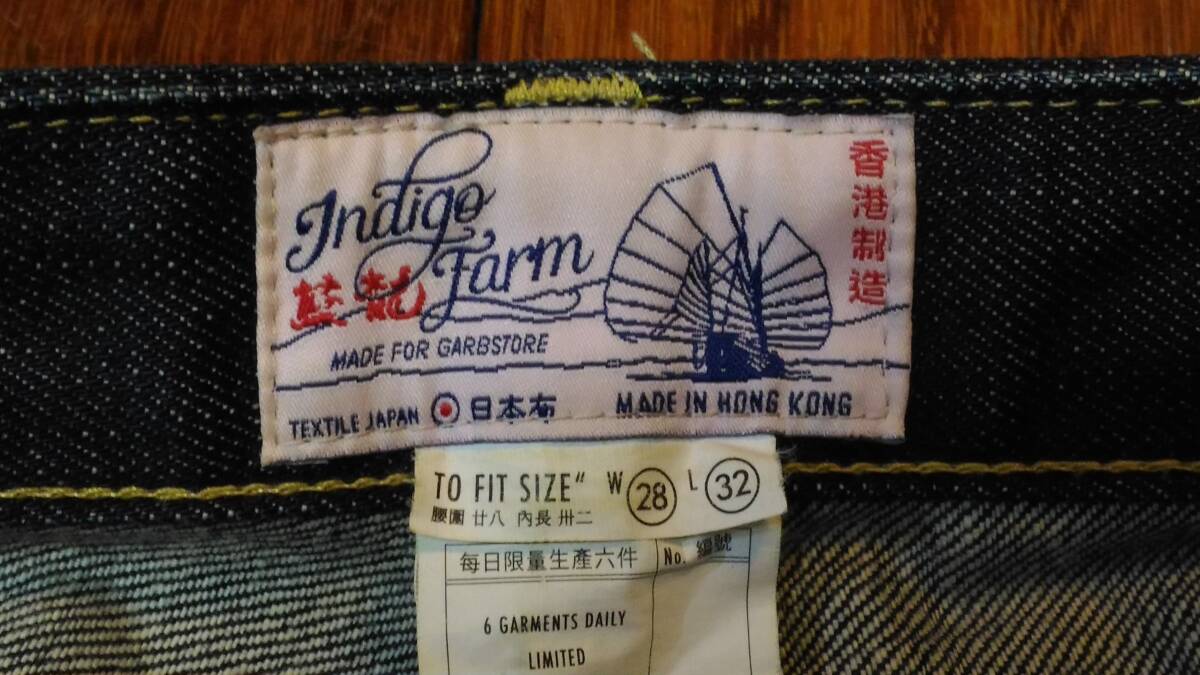 Indigo
Farm
藍龍
MADE FOR GARBSTORE
TEXTILE JAPAN 日本布
香港制造
MADE IN HONG KONG
TO FIT SIZE" W 28 L 32
腰圍 廿八 內長 卅二
每日限量生產六件 No. 編號
6 GARMENTS DAILY
LIMITED